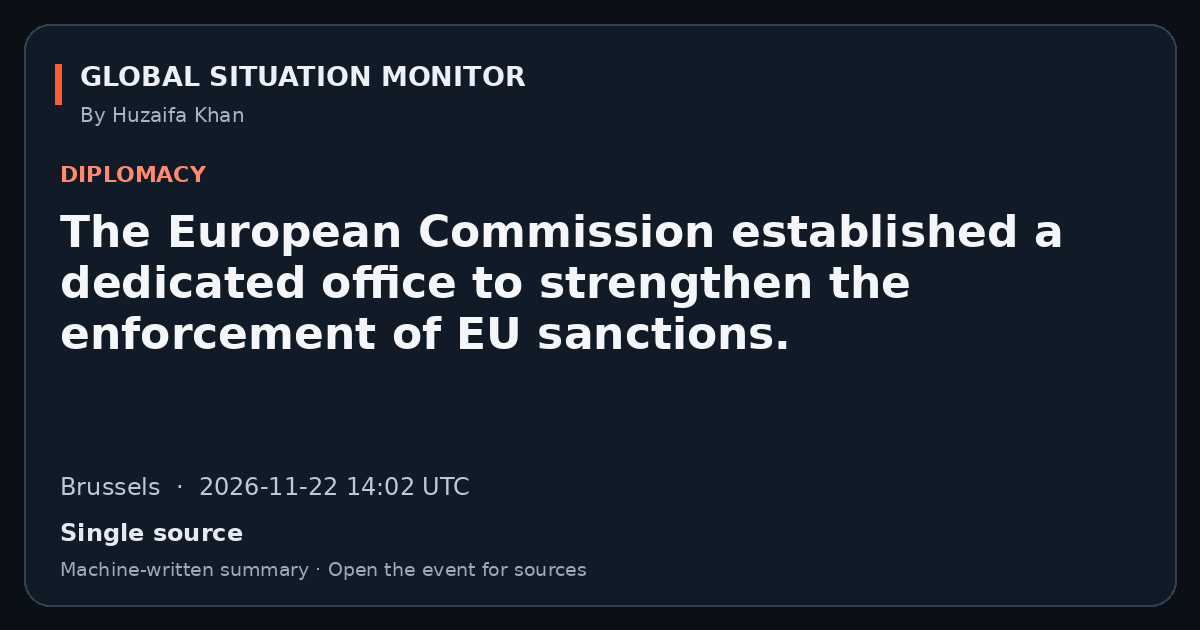 GLOBAL SITUATION MONITOR
By Huzaifa Khan
DIPLOMACY
The European Commission established a
dedicated office to strengthen the
enforcement of EU sanctions.
Brussels · 2026-11-22 14:02 UTC
Single source
Machine-written summary · Open the event for sources